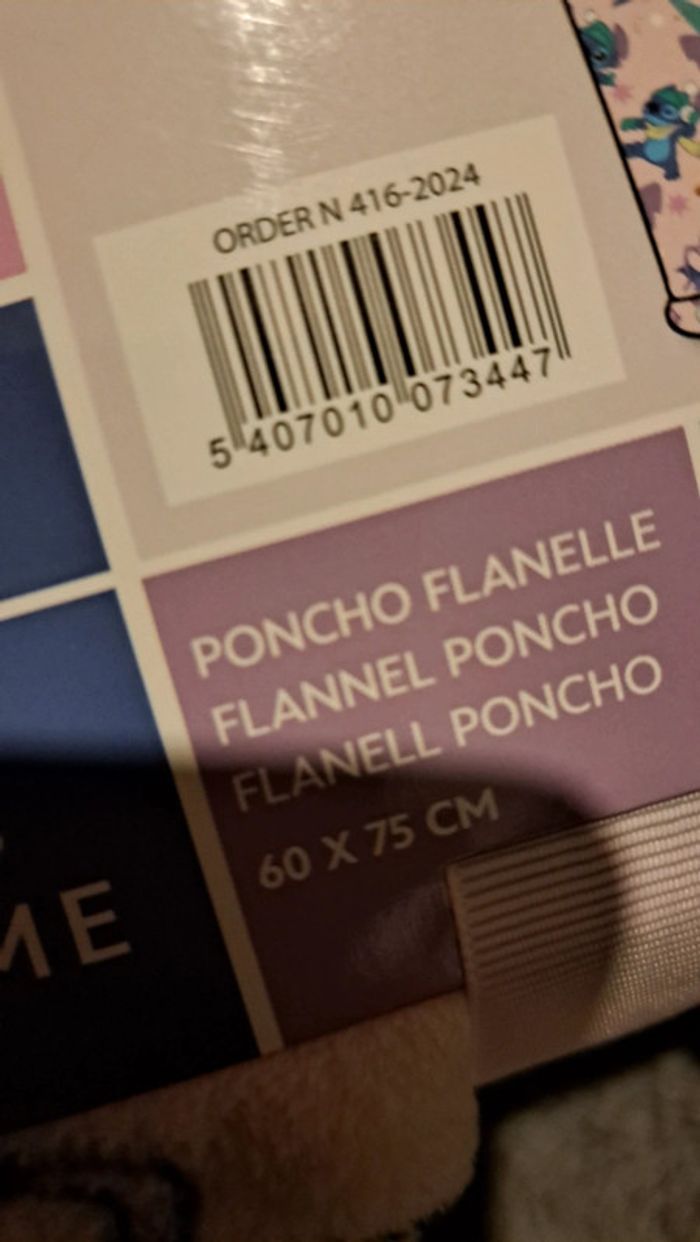 ORDER N 416-2024
5 407010 073447
PONCHO FLANELLE
FLANNEL PONCHO
FLANELL PONCHO
60 X 75 CM
ME